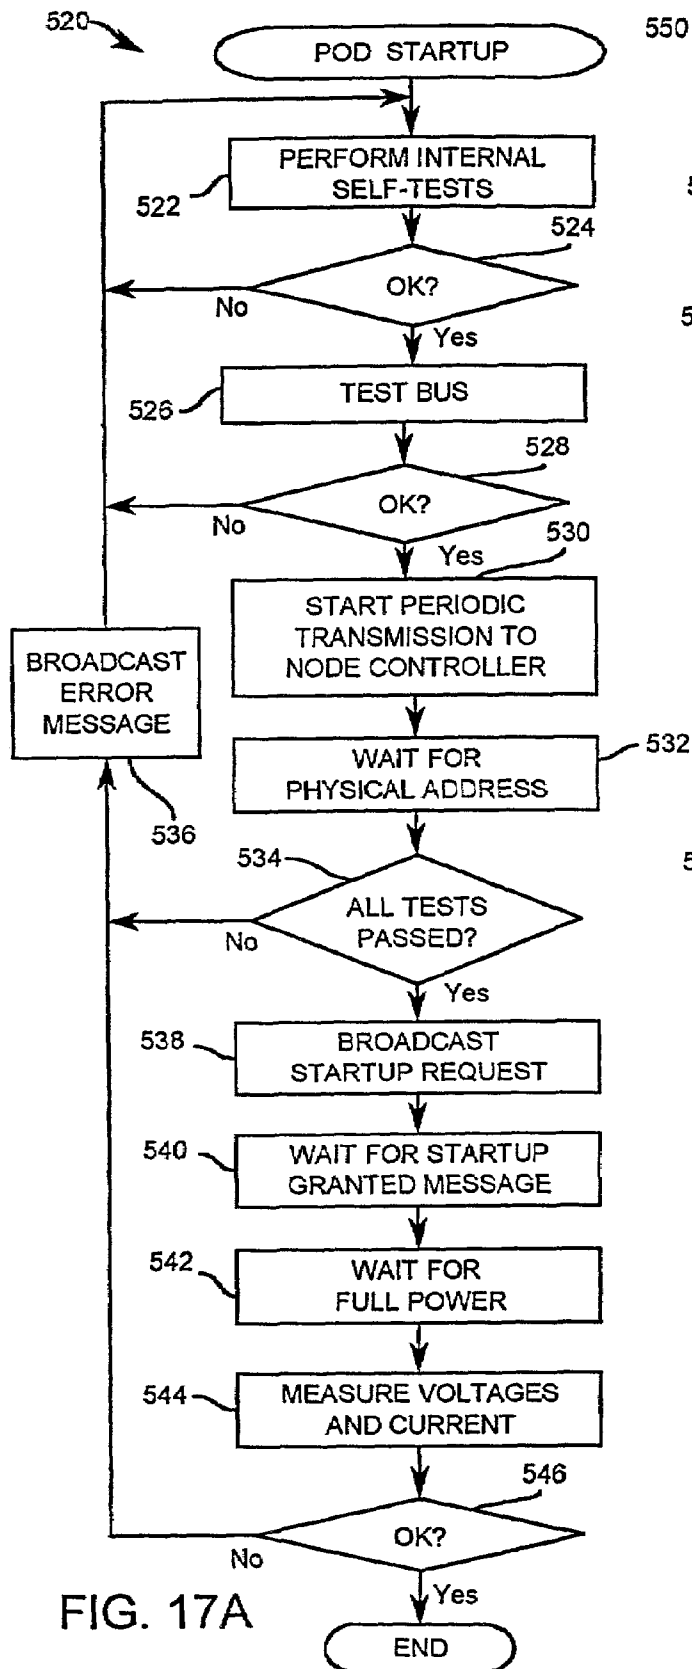 520
550
POD STARTUP
PERFORM INTERNAL
SELF-TESTS
522
5
524
OK?
No
Yes
5
TEST BUS
526
528
OK?
No
Yes
530
START PERIODIC
TRANSMISSION TO
NODE CONTROLLER
BROADCAST
ERROR
MESSAGE
536
WAIT FOR
PHYSICAL ADDRESS
532
534
5
ALL TESTS
PASSED?
No
Yes
538
BROADCAST
STARTUP REQUEST
540
WAIT FOR STARTUP
GRANTED MESSAGE
542
WAIT FOR
FULL POWER
544
MEASURE VOLTAGES
AND CURRENT
546
OK?
No
Yes
FIG. 17A
END